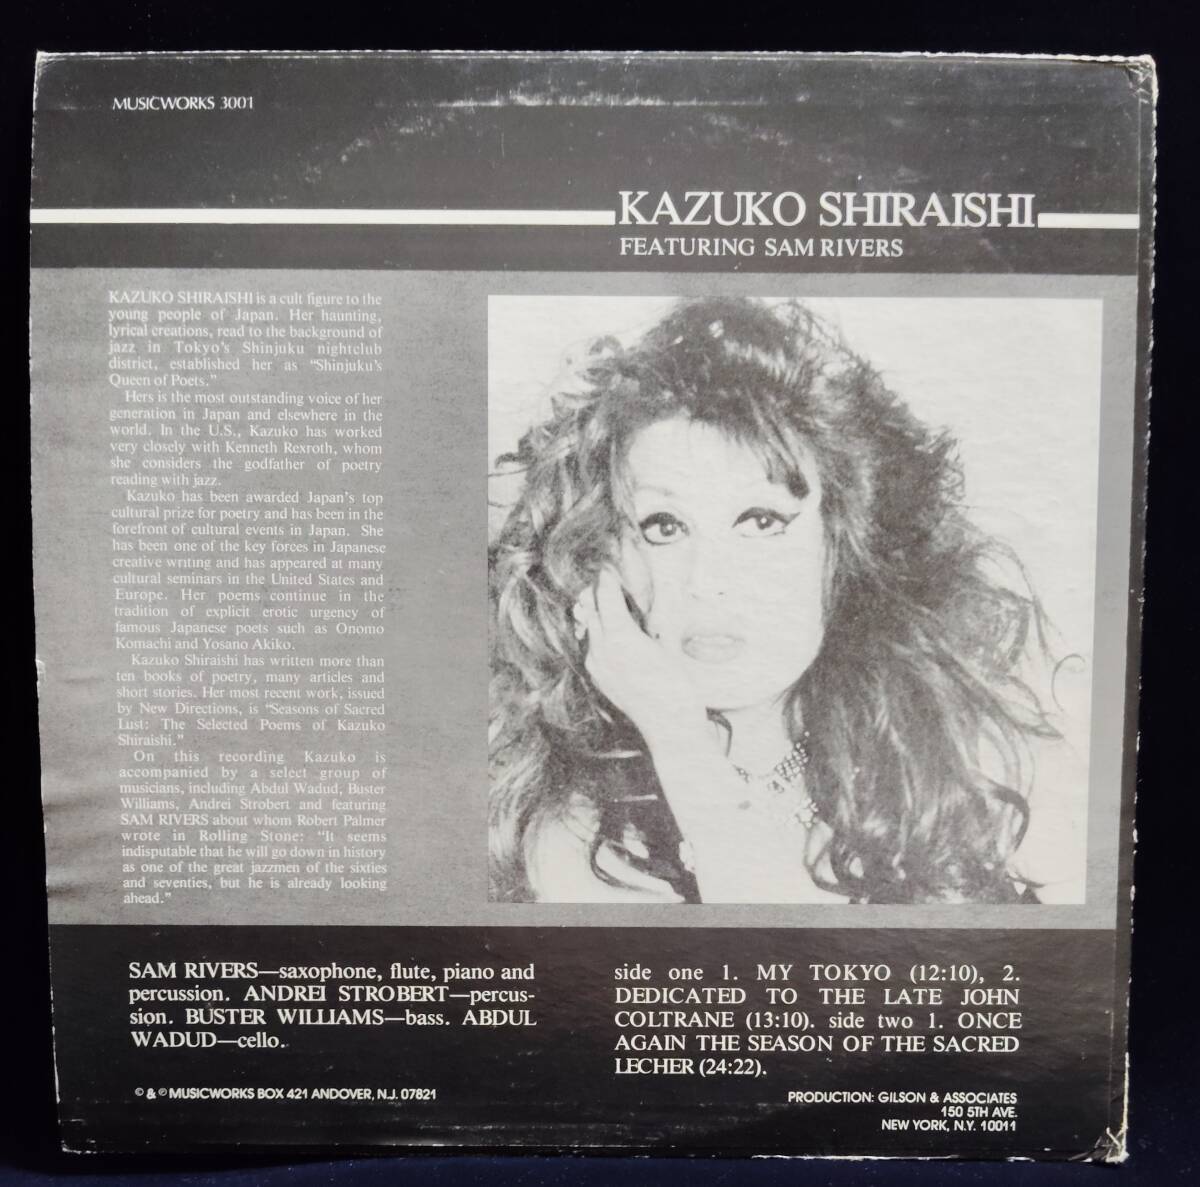 MUSICWORKS 3001
KAZUKO SHIRAISHI
FEATURING SAM RIVERS
KAZUKO SHIRAISHI is a cult figure to the
young people of Japan. Her haunting,
lyrical creations, read to the background of
jazz in Tokyo's Shinjuku nightclub
district, established her as "Shinjuku's
Queen of Poets."
Hers is the most outstanding voice of her
generation in Japan and elsewhere in the
world. In the U.S., Kazuko has worked
very closely with Kenneth Rexroth, whom
she considers the godfather of poetry
reading with jazz.
Kazuko has been awarded Japan's top
cultural prize for poetry and has been in the
forefront of cultural events in Japan. She
has been one of the key forces in Japanese
creative writing and has appeared at many
cultural seminars in the United States and
Europe. Her poems continue in the
tradition of explicit erotic urgency of
famous Japanese poets such as Onomo
Komachi and Yosano Akiko.
Kazuko Shiraishi has written more than
ten books of poetry, many articles and
short stories. Her most recent work, issued
by New Directions, is "Seasons of Sacred
Lust: The Selected Poems of Kazuko
Shiraishi."
On this recording Kazuko is
accompanied by a select group of
musicians, including Abdul Wadud, Buster
Williams, Andrei Strobert and featuring
SAM RIVERS about whom Robert Palmer
wrote in Rolling Stone: "It seems
indisputable that he will go down in history
as one of the great jazzmen of the sixties
and seventies, but he is already looking
ahead."
SAM RIVERS—saxophone, flute, piano and
percussion. ANDREI STROBERT—percus-
sion. BUSTER WILLIAMS—bass. ABDUL
WADUD—cello.
© & ℗ MUSICWORKS BOX 421 ANDOVER, N.J. 07821
side one 1. MY TOKYO (12:10), 2.
DEDICATED TO THE LATE JOHN
COLTRANE (13:10). side two 1. ONCE
AGAIN THE SEASON OF THE SACRED
LECHER (24:22).
PRODUCTION: GILSON & ASSOCIATES
150 5TH AVE.
NEW YORK, N.Y. 10011